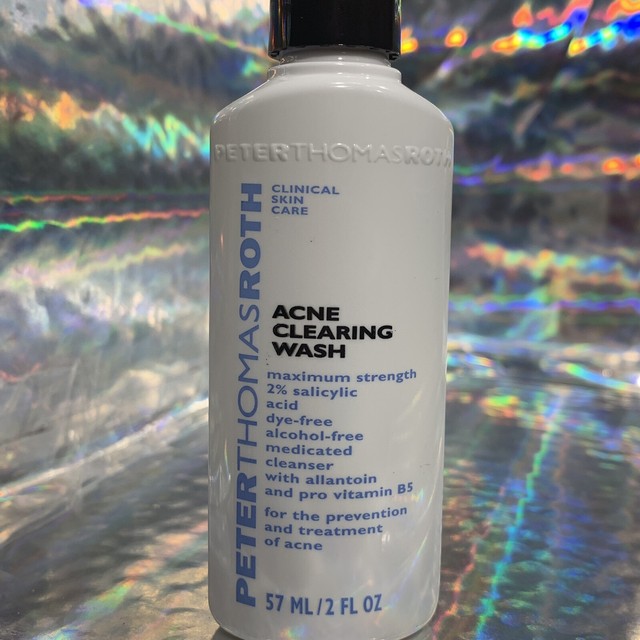 PETERTHOMASROTH
PETERTHOMASROTH
CLINICAL
SKIN
CARE
ACNE
CLEARING
WASH
maximum strength
2% salicylic
acid
dye-free
alcohol-free
medicated
cleanser
with allantoin
and pro vitamin B5
for the prevention
and treatment
of acne
57 ML/2 FL OZ